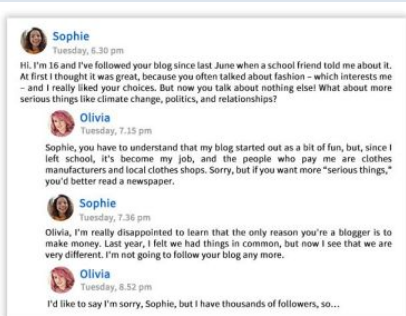 Sophie
Tuesday, 6.30 pm
Hi. I'm 16 and I've followed your blog since last June when a school friend told me about it.
At first I thought it was great, because you often talked about fashion – which interests me
– and I really liked your choices. But now you talk about nothing else! What about more
serious things like climate change, politics, and relationships?
Olivia
Tuesday, 7.15 pm
Sophie, you have to understand that my blog started out as a bit of fun, but, since I
left school, it's become my job, and the people who pay me are clothes
manufacturers and local clothes shops. Sorry, but if you want more "serious things,"
you'd better read a newspaper.
Sophie
Tuesday, 7.36 pm
Olivia, I'm really disappointed to learn that the only reason you're a blogger is to
make money. Last year, I felt we had things in common, but now I see that we are
very different. I'm not going to follow your blog any more.
Olivia
Tuesday, 8.52 pm
I'd like to say I'm sorry, Sophie, but I have thousands of followers, so...